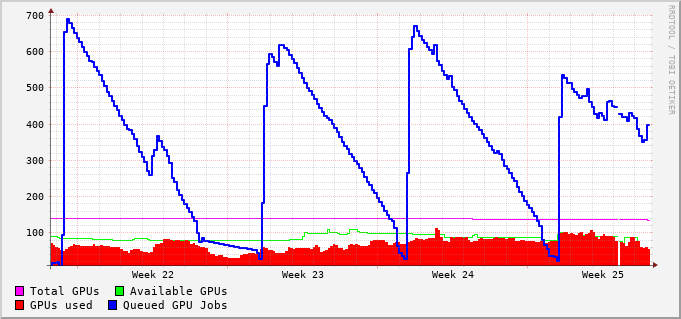 700
600
500
400
300
200
100
Week 22 Week 23 Week 24 Week 25
Total GPUs Available GPUs
GPUs used Queued GPU Jobs
RRDTOOL / TOBI OETIKER